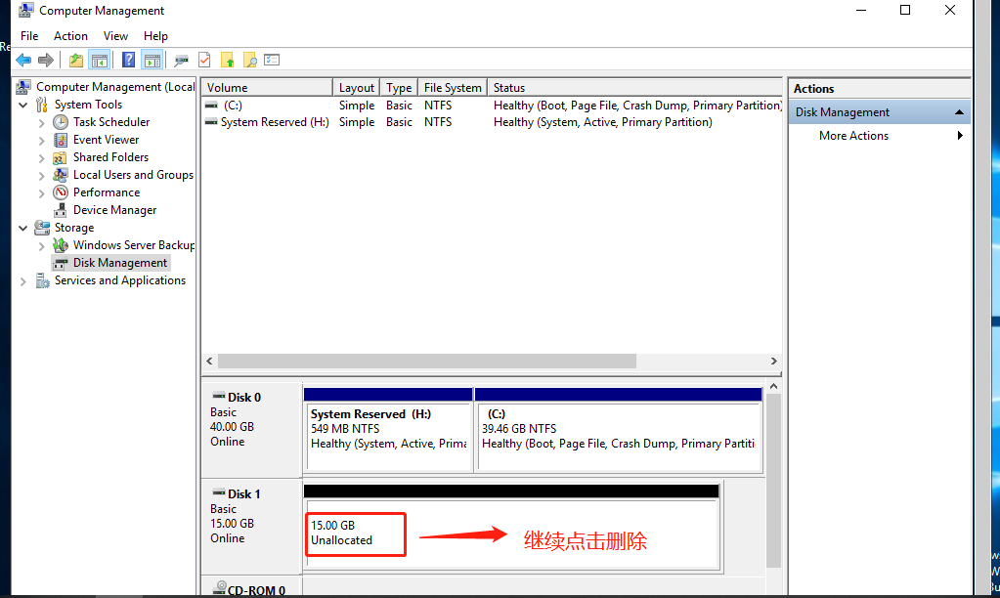 Computer Management
File Action View Help
Computer Management (Local
System Tools
Task Scheduler
Event Viewer
Shared Folders
Local Users and Groups
Performance
Device Manager
Storage
Windows Server Backup
Disk Management
Services and Applications
Volume Layout Type File System Status
(C:) Simple Basic NTFS Healthy (Boot, Page File, Crash Dump, Primary Partition)
System Reserved (H:) Simple Basic NTFS Healthy (System, Active, Primary Partition)
Actions
Disk Management
More Actions
Disk 0
Basic
40.00 GB
Online
System Reserved (H:)
549 MB NTFS
Healthy (System, Active, Prima
(C:)
39.46 GB NTFS
Healthy (Boot, Page File, Crash Dump, Primary Partiti
Disk 1
Basic
15.00 GB
Online
15.00 GB
Unallocated
继续点击删除
CD-ROM 0